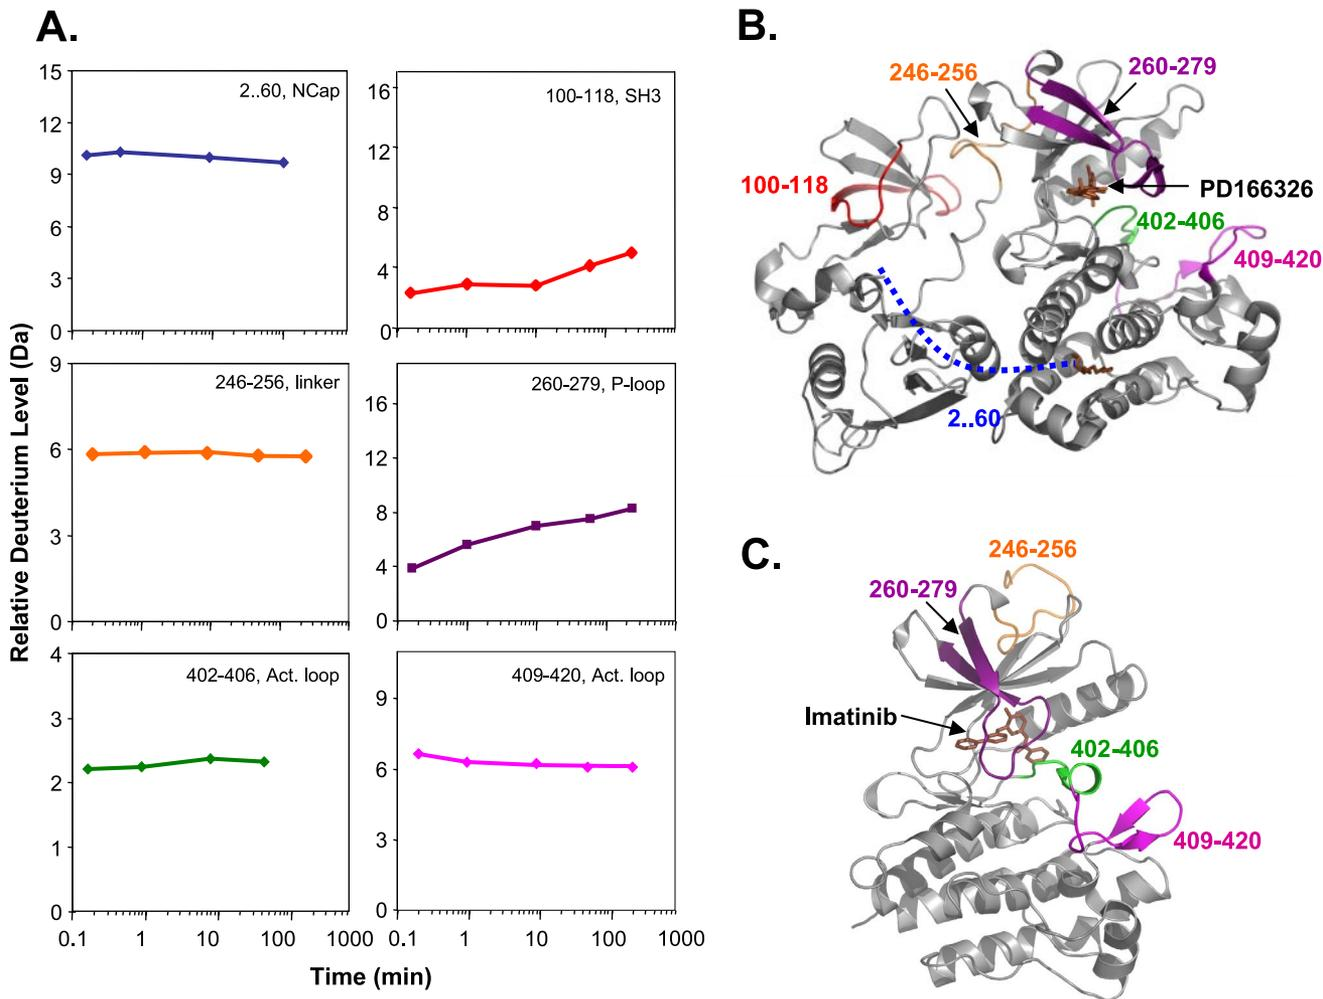 A.
Relative Deuterium Level (Da)
15
12
9
6
3
0
2..60, NCap
16
12
8
4
0
100-118, SH3
9
6
3
0
246-256, linker
16
12
8
4
0
260-279, P-loop
4
3
2
1
0
402-406, Act. loop
0.1 1 10 100 1000
9
6
3
0
409-420, Act. loop
0.1 1 10 100 1000
Time (min)
B.
246-256
260-279
100-118
PD166326
402-406
409-420
2..60
C.
246-256
260-279
Imatinib
402-406
409-420